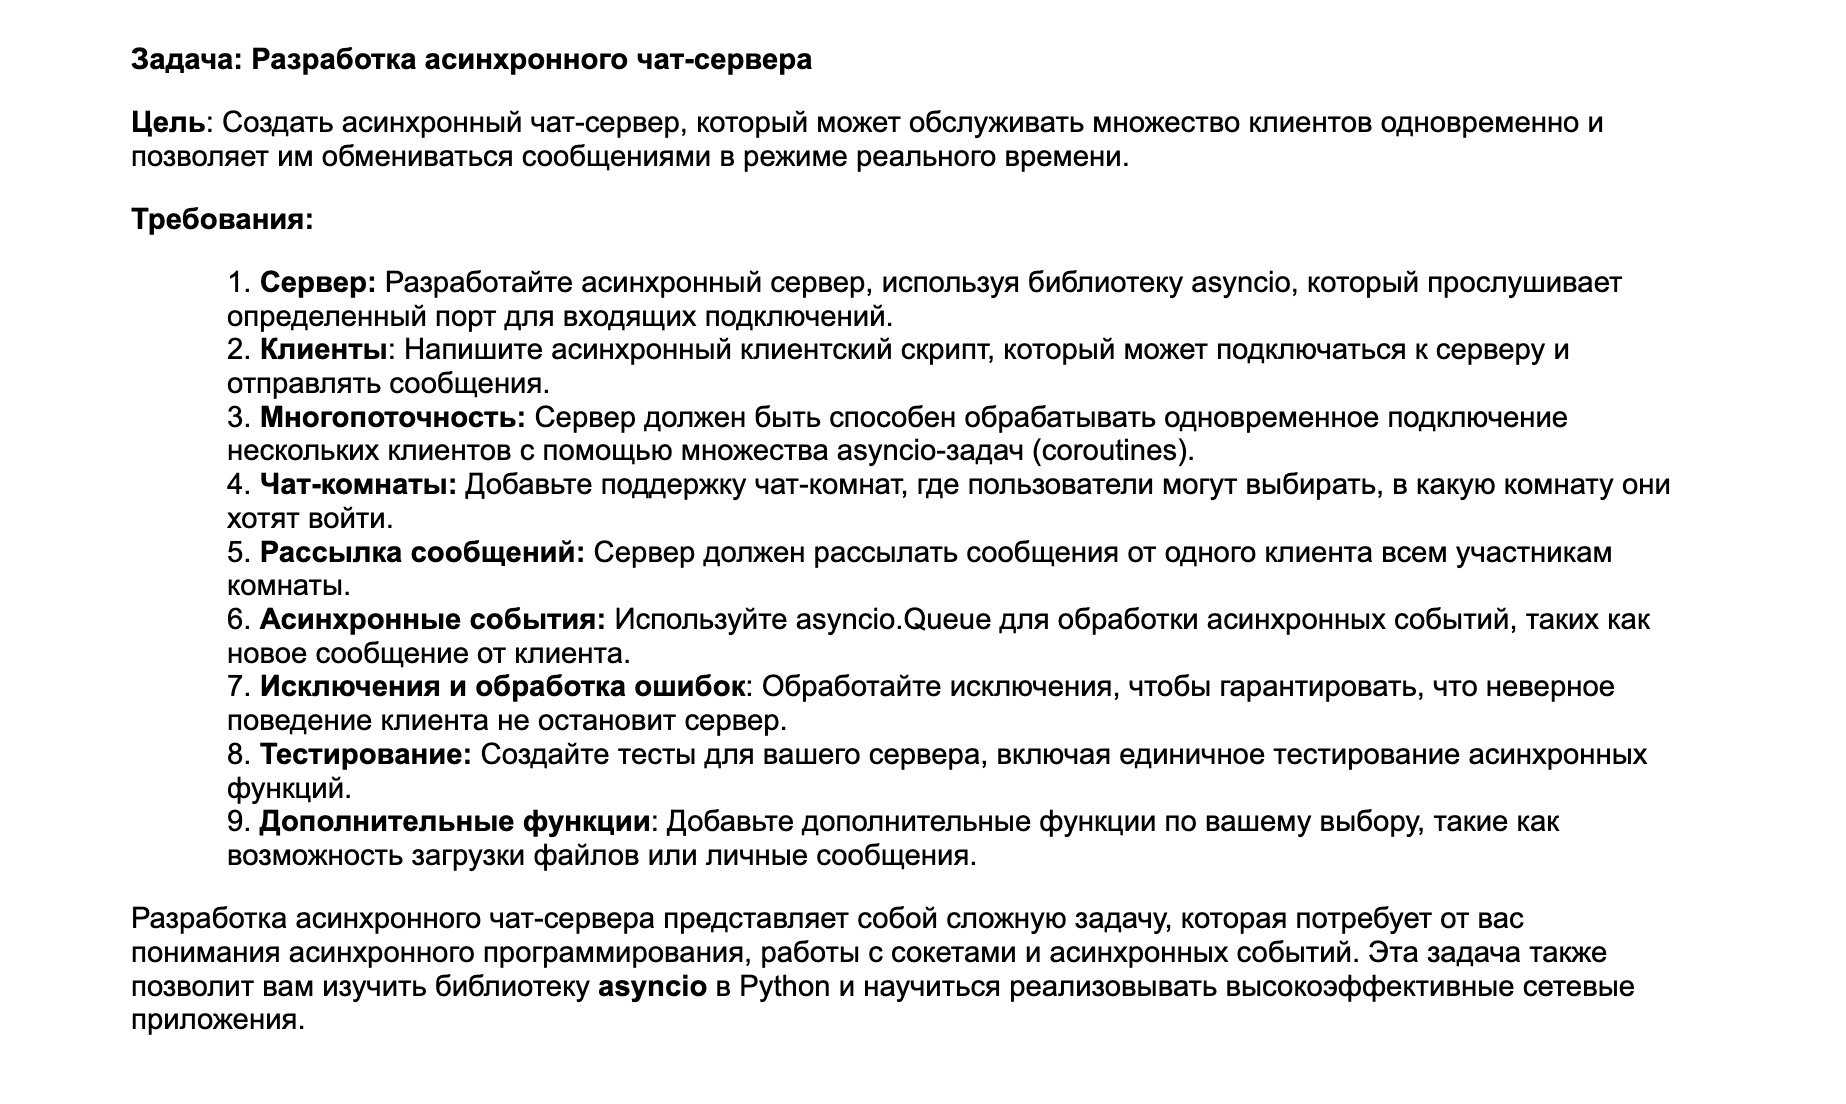 Задача: Разработка асинхронного чат-сервера
Цель: Создать асинхронный чат-сервер, который может обслуживать множество клиентов одновременно и
позволяет им обмениваться сообщениями в режиме реального времени.
Требования:
1. Сервер: Разработайте асинхронный сервер, используя библиотеку asyncio, который прослушивает
определенный порт для входящих подключений.
2. Клиенты: Напишите асинхронный клиентский скрипт, который может подключаться к серверу и
отправлять сообщения.
3. Многопоточность: Сервер должен быть способен обрабатывать одновременное подключение
нескольких клиентов с помощью множества asyncio-задач (coroutines).
4. Чат-комнаты: Добавьте поддержку чат-комнат, где пользователи могут выбирать, в какую комнату они
хотят войти.
5. Рассылка сообщений: Сервер должен рассылать сообщения от одного клиента всем участникам
комнаты.
6. Асинхронные события: Используйте asyncio.Queue для обработки асинхронных событий, таких как
новое сообщение от клиента.
7. Исключения и обработка ошибок: Обработайте исключения, чтобы гарантировать, что неверное
поведение клиента не остановит сервер.
8. Тестирование: Создайте тесты для вашего сервера, включая единичное тестирование асинхронных
функций.
9. Дополнительные функции: Добавьте дополнительные функции по вашему выбору, такие как
возможность загрузки файлов или личные сообщения.
Разработка асинхронного чат-сервера представляет собой сложную задачу, которая потребует от вас
понимания асинхронного программирования, работы с сокетами и асинхронных событий. Эта задача также
позволит вам изучить библиотеку asyncio в Python и научиться реализовывать высокоэффективные сетевые
приложения.